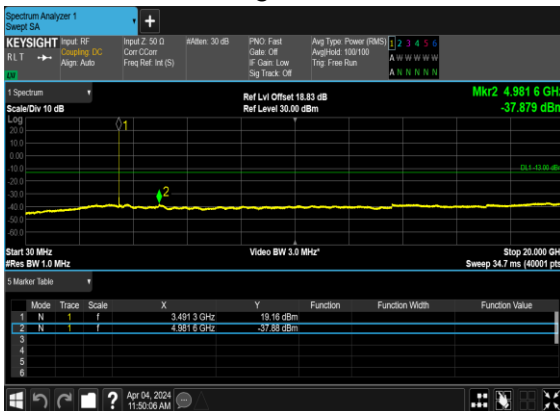 Spectrum Analyzer 1
Swept SA
KEYSIGHT
RLT
LV
Input: RF
Coupling: DC
Align: Auto
Input Z: 50 Ω
Corr CCorr
Freq Ref: Int (S)
#Atten: 30 dB
PNO: Fast
Gate: Off
IF Gain: Low
Sig Track: Off
Avg Type: Power (RMS)
Avg|Hold: 100/100
Trig: Free Run
1 2 3 4 5 6
A W W W W W
A N N N N N
1 Spectrum
Scale/Div 10 dB
Ref Lvl Offset 18.83 dB
Ref Level 30.00 dBm
Mkr2 4.981 6 GHz
-37.879 dBm
Log
20.0
10.0
0.00
-10.0
-20.0
-30.0
-40.0
-50.0
-60.0
1
2
DL1 -13.00 dBm
Start 30 MHz
#Res BW 1.0 MHz
Video BW 3.0 MHz*
Stop 20.000 GH
Sweep 34.7 ms (40001 pts
5 Marker Table
Mode Trace Scale X Y Function Function Width Function Value
1 N 1 f 3.491 3 GHz 19.16 dBm
2 N 1 f 4.981 6 GHz -37.88 dBm
3
4
5
6
?
Apr 04, 2024
11:50:06 AM